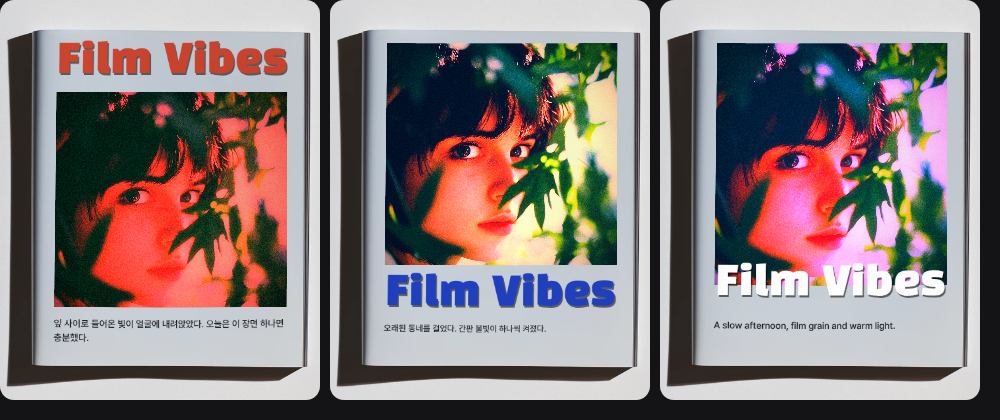 Film Vibes
잎 사이로 들어온 빛이 얼굴에 내려앉았다. 오늘은 이 장면 하나면
충분했다.
Film Vibes
오래된 동네를 걸었다. 간판 불빛이 하나씩 켜졌다.
Film Vibes
A slow afternoon, film grain and warm light.